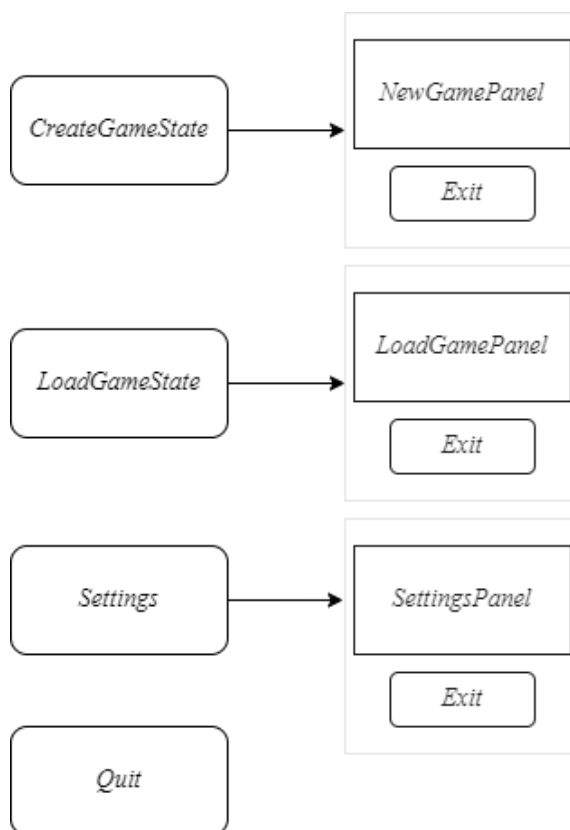 CreateGameState
NewGamePanel
Exit
LoadGameState
LoadGamePanel
Exit
Settings
SettingsPanel
Exit
Quit